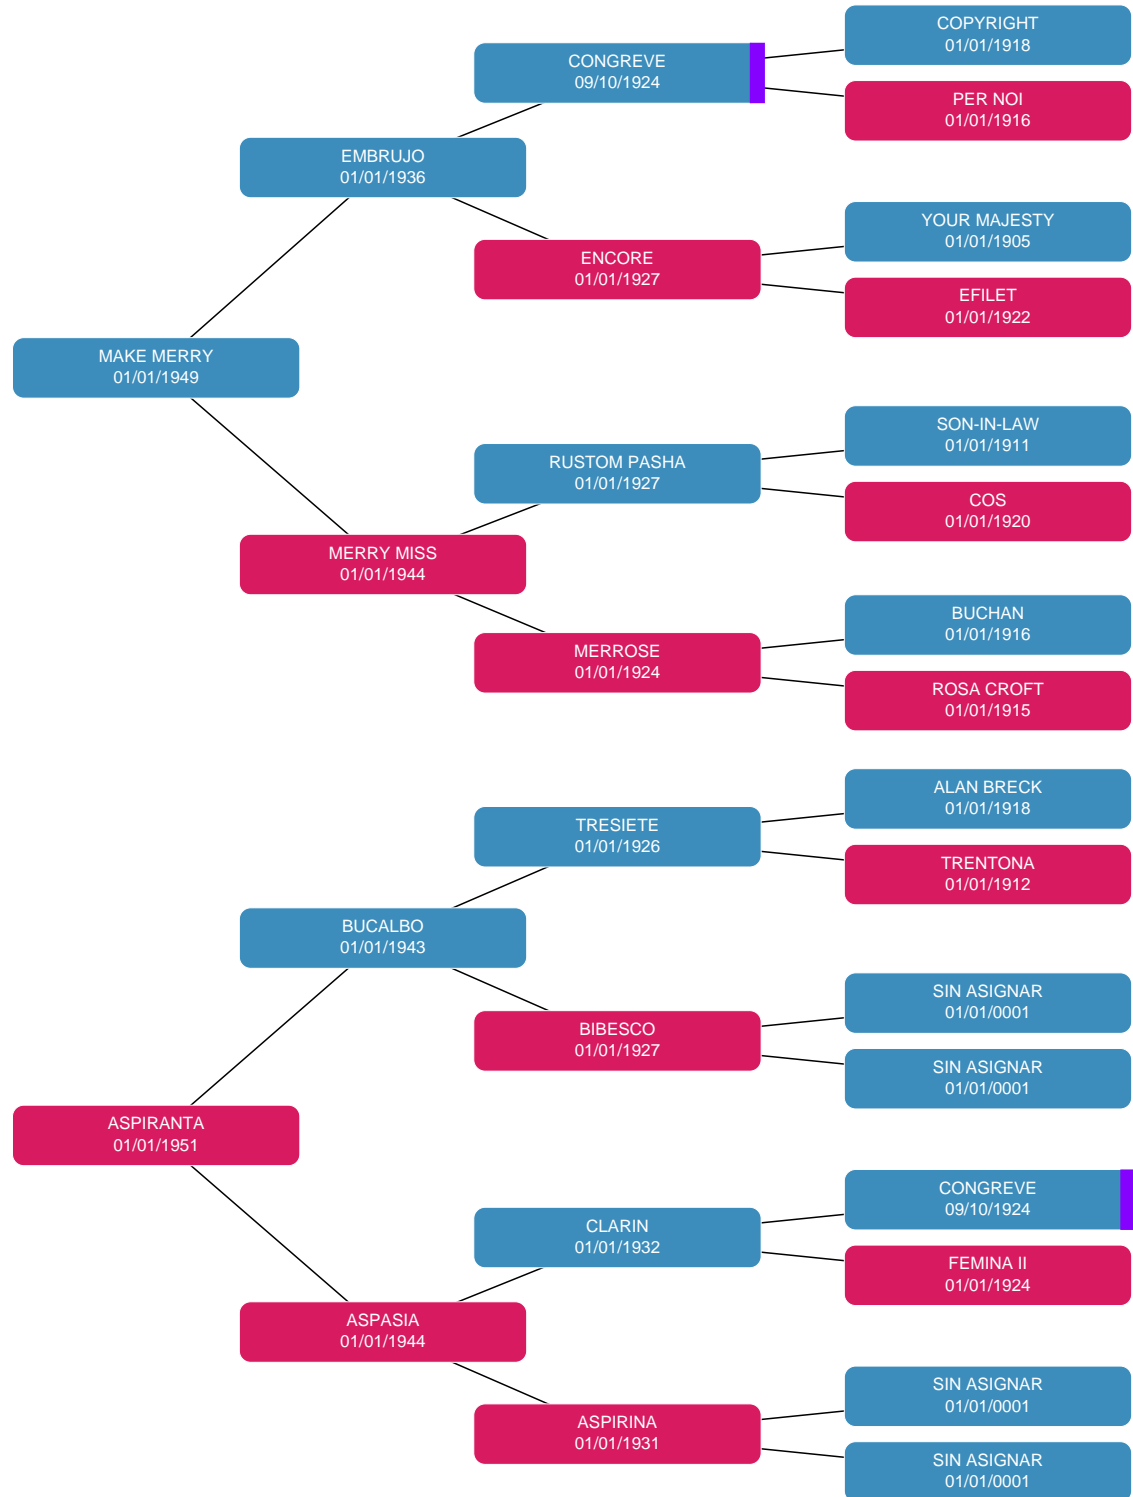 COPYRIGHT
01/01/1918
CONGREVE
09/10/1924
PER NOI
01/01/1916
EMBRUJO
01/01/1936
YOUR MAJESTY
01/01/1905
ENCORE
01/01/1927
EFILET
01/01/1922
MAKE MERRY
01/01/1949
SON-IN-LAW
01/01/1911
RUSTOM PASHA
01/01/1927
COS
01/01/1920
MERRY MISS
01/01/1944
BUCHAN
01/01/1916
MERROSE
01/01/1924
ROSA CROFT
01/01/1915
ALAN BRECK
01/01/1918
TRESIETE
01/01/1926
TRENTONA
01/01/1912
BUCALBO
01/01/1943
SIN ASIGNAR
01/01/0001
BIBESCO
01/01/1927
SIN ASIGNAR
01/01/0001
ASPIRANTA
01/01/1951
CONGREVE
09/10/1924
CLARIN
01/01/1932
FEMINA II
01/01/1924
ASPASIA
01/01/1944
SIN ASIGNAR
01/01/0001
ASPIRINA
01/01/1931
SIN ASIGNAR
01/01/0001